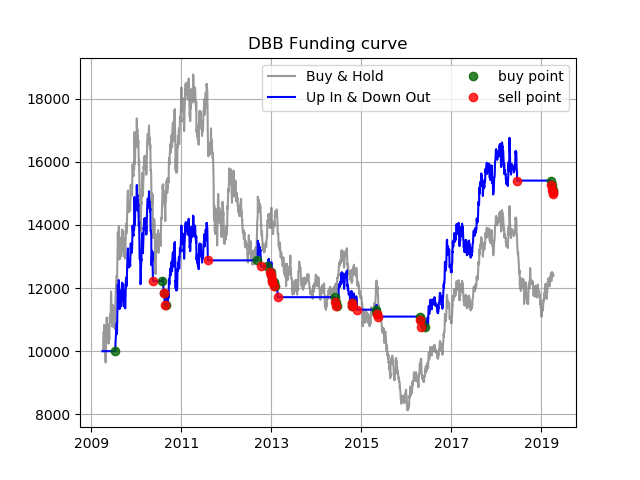 DBB Funding curve
Buy & Hold
Up In & Down Out
buy point
sell point
18000
16000
14000
12000
10000
8000
2009 2011 2013 2015 2017 2019